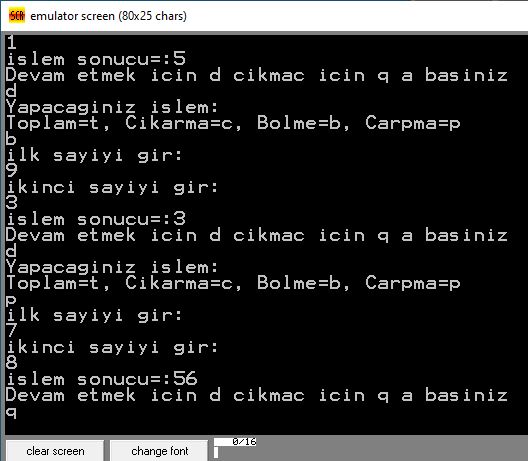 emulator screen (80x25 chars)
1
islem sonucu=:5
Devam etmek icin d cikmac icin q a basiniz
d
Yapacaginiz islem:
Toplam=t, Cikarma=c, Bolme=b, Carpma=p
b
ilk sayiyi gir:
9
ikinci sayiyi gir:
3
islem sonucu=:3
Devam etmek icin d cikmac icin q a basiniz
d
Yapacaginiz islem:
Toplam=t, Cikarma=c, Bolme=b, Carpma=p
p
ilk sayiyi gir:
7
ikinci sayiyi gir:
8
islem sonucu=:56
Devam etmek icin d cikmac icin q a basiniz
q
clear screen change font 0/16